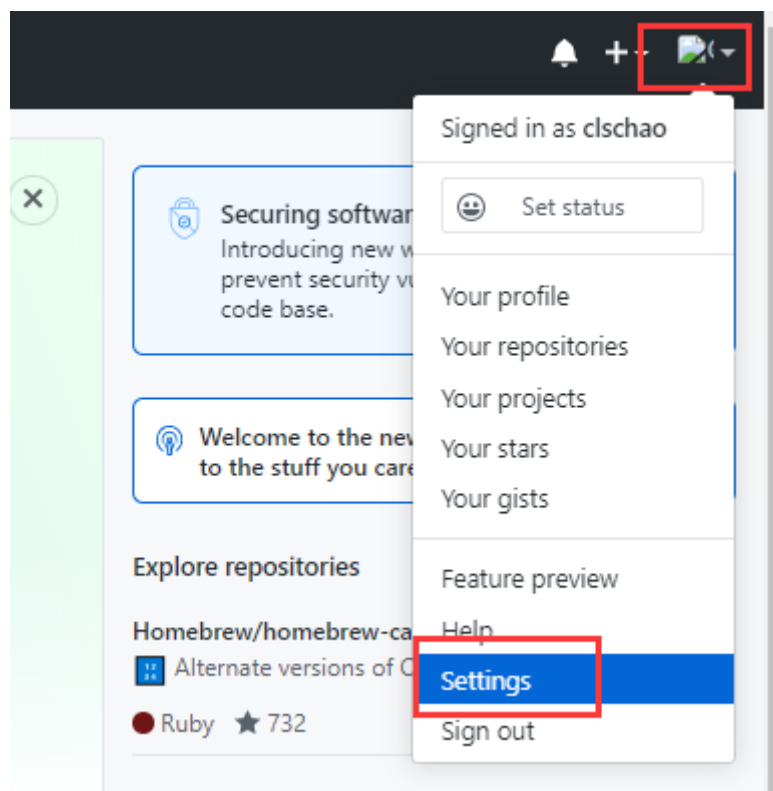 Signed in as clschao
Set status
Your profile
Your repositories
Your projects
Your stars
Your gists
Feature preview
Help
Settings
Sign out
Securing softwar
Introducing new w
prevent security vu
code base.
Welcome to the new
to the stuff you care
Explore repositories
Homebrew/homebrew-ca
Alternate versions of C
Ruby 732